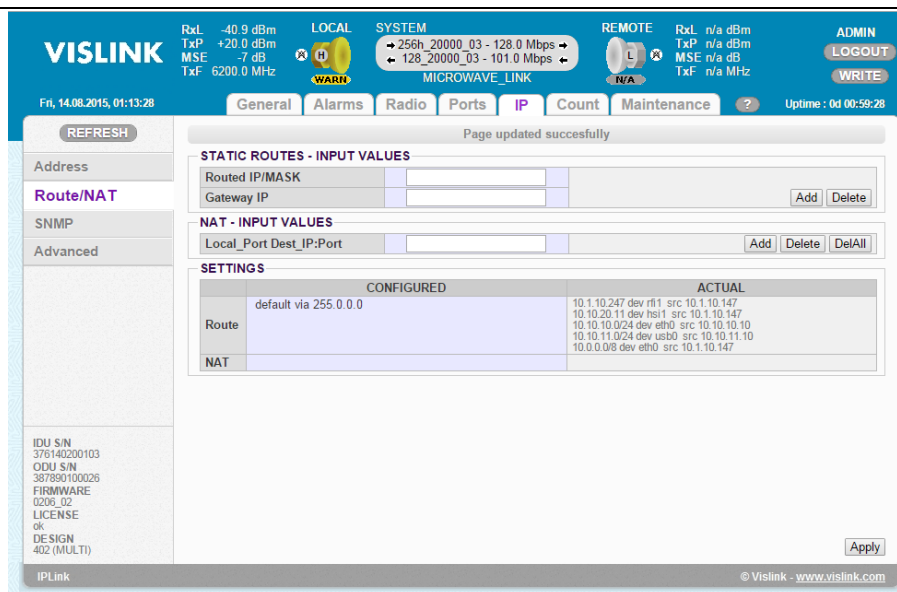 VISLINK
RxL -40.9 dBm
TxP +20.0 dBm
MSE -7 dB
TxF 6200.0 MHz
LOCAL
H
WARN
SYSTEM
256h_20000_03 - 128.0 Mbps
128_20000_03 - 101.0 Mbps
MICROWAVE_LINK
REMOTE
L
N/A
RxL n/a dBm
TxP n/a dBm
MSE n/a dB
TxF n/a MHz
ADMIN
LOGOUT
WRITE
Fri, 14.08.2015, 01:13:28
General Alarms Radio Ports IP Count Maintenance ?
Uptime : 0d 00:59:28
REFRESH
Address
Route/NAT
SNMP
Advanced
Page updated succesfully
STATIC ROUTES - INPUT VALUES
Routed IP/MASK
Gateway IP Add Delete
NAT - INPUT VALUES
Local_Port Dest_IP:Port Add Delete DelAll
SETTINGS
CONFIGURED ACTUAL
Route
default via 255.0.0.0
10.1.10.247 dev rfi1 src 10.1.10.147
10.10.20.11 dev hsi1 src 10.1.10.147
10.10.10.0/24 dev eth0 src 10.10.10.10
10.10.11.0/24 dev usb0 src 10.10.11.10
10.0.0.0/8 dev eth0 src 10.1.10.147
NAT
IDU S/N
376140200103
ODU S/N
387890100026
FIRMWARE
0206_02
LICENSE
ok
DESIGN
402 (MULTI)
Apply
IPLink
© Vislink - www.vislink.com